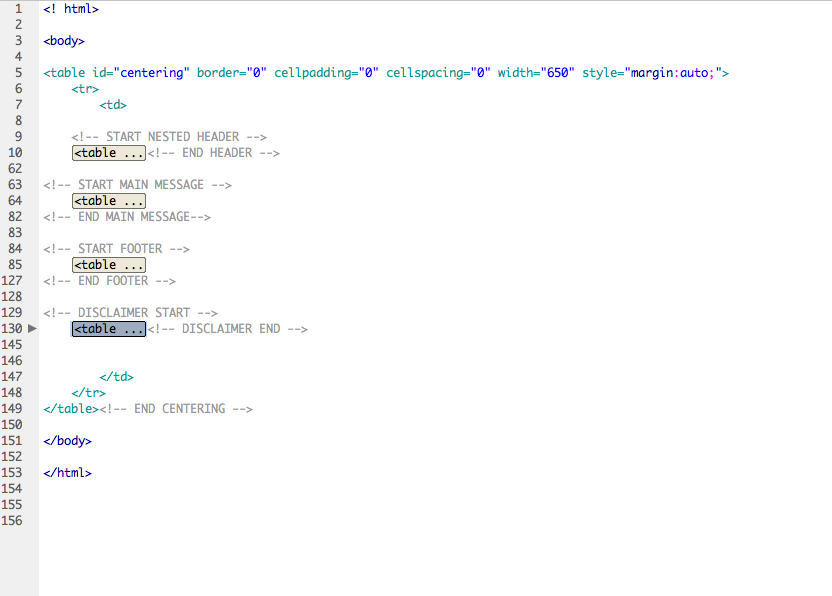 1 <! html>
2
3 <body>
4
5 <table id="centering" border="0" cellpadding="0" cellspacing="0" width="650" style="margin:auto;">
6 <tr>
7 <td>
8
9 <!-- START NESTED HEADER -->
10 <table ...<!-- END HEADER -->
62
63 <!-- START MAIN MESSAGE -->
64 <table ...
82 <!-- END MAIN MESSAGE-->
83
84 <!-- START FOOTER -->
85 <table ...
127 <!-- END FOOTER -->
128
129 <!-- DISCLAIMER START -->
130 <table ...<!-- DISCLAIMER END -->
145
146
147 </td>
148 </tr>
149 </table><!-- END CENTERING -->
150
151 </body>
152
153 </html>
154
155
156